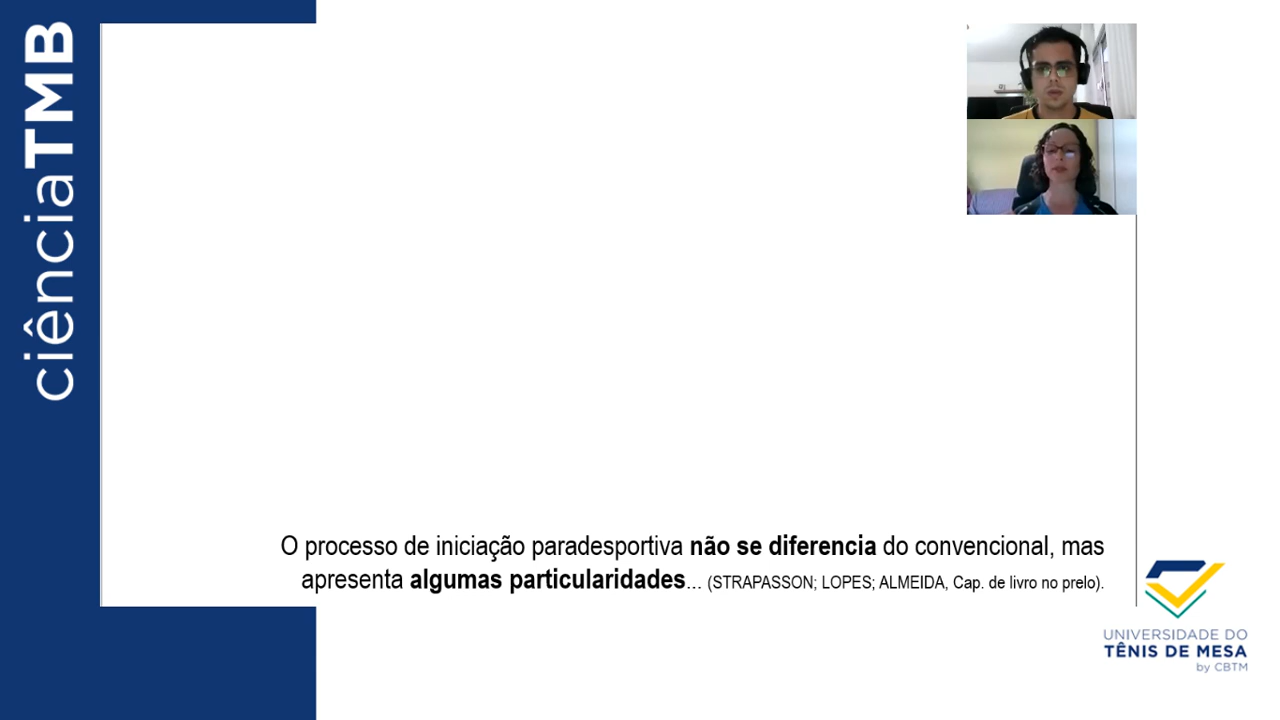 ciênciaTMB
O processo de iniciação paradesportiva não se diferencia do convencional, mas
apresenta algumas particularidades... (STRAPASSON; LOPES; ALMEIDA, Cap. de livro no prelo).
UNIVERSIDADE DO
TÊNIS DE MESA
by CBTM